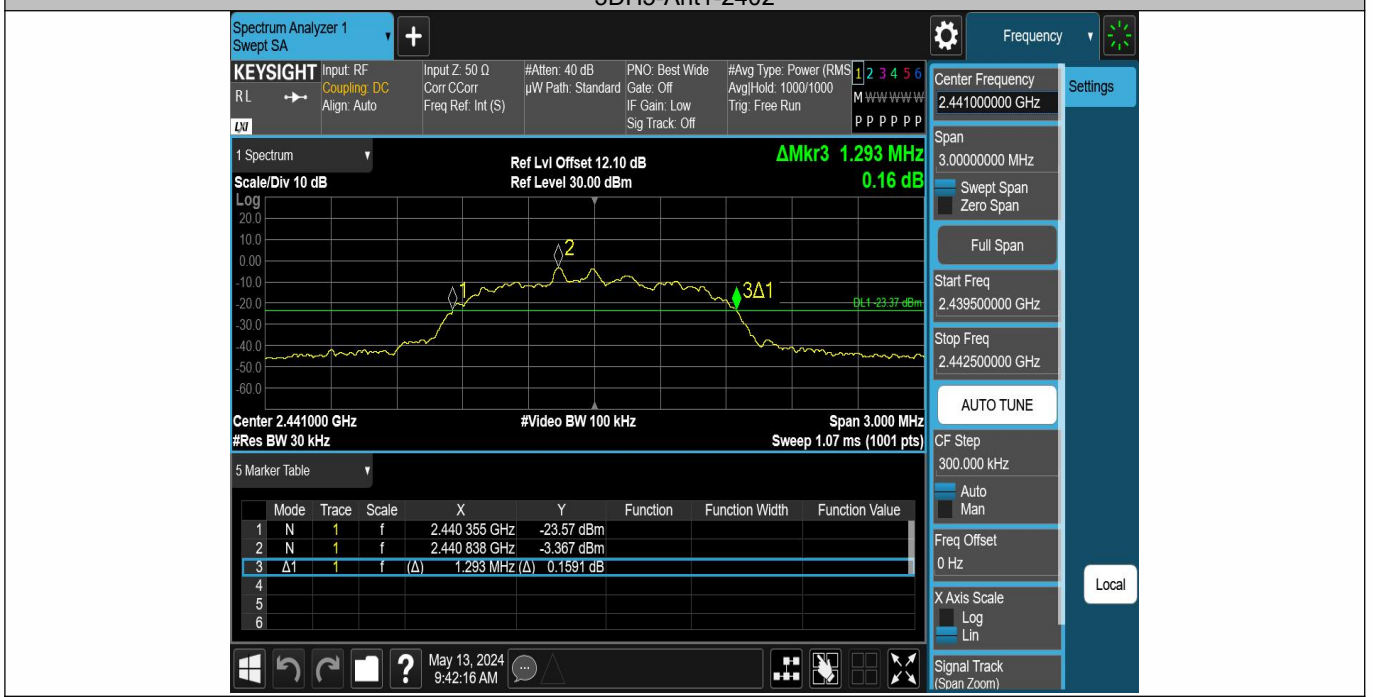 3DH5-Ant1-2402
Spectrum Analyzer 1
Swept SA
+
Frequency
KEYSIGHT
RL
LXI
Input: RF
Coupling: DC
Align: Auto
Input Z: 50 Ω
Corr CCorr
Freq Ref: Int (S)
#Atten: 40 dB
µW Path: Standard
PNO: Best Wide
Gate: Off
IF Gain: Low
Sig Track: Off
#Avg Type: Power (RMS
Avg|Hold: 1000/1000
Trig: Free Run
1 2 3 4 5 6
M W W W W W
P P P P P P
1 Spectrum
Scale/Div 10 dB
Ref Lvl Offset 12.10 dB
Ref Level 30.00 dBm
ΔMkr3 1.293 MHz
0.16 dB
Log
20.0
10.0
0.00
-10.0
-20.0
-30.0
-40.0
-50.0
-60.0
1
2
3Δ1
DL1 -23.37 dBm
Center 2.441000 GHz
#Video BW 100 kHz
Span 3.000 MHz
#Res BW 30 kHz
Sweep 1.07 ms (1001 pts)
5 Marker Table
Mode Trace Scale X Y Function Function Width Function Value
1 N 1 f 2.440 355 GHz -23.57 dBm
2 N 1 f 2.440 838 GHz -3.367 dBm
3 Δ1 1 f (Δ) 1.293 MHz (Δ) 0.1591 dB
4
5
6
?
May 13, 2024
9:42:16 AM
Center Frequency
2.441000000 GHz
Settings
Span
3.00000000 MHz
Swept Span
Zero Span
Full Span
Start Freq
2.439500000 GHz
Stop Freq
2.442500000 GHz
AUTO TUNE
CF Step
300.000 kHz
Auto
Man
Freq Offset
0 Hz
X Axis Scale
Log
Lin
Signal Track
(Span Zoom)
Local